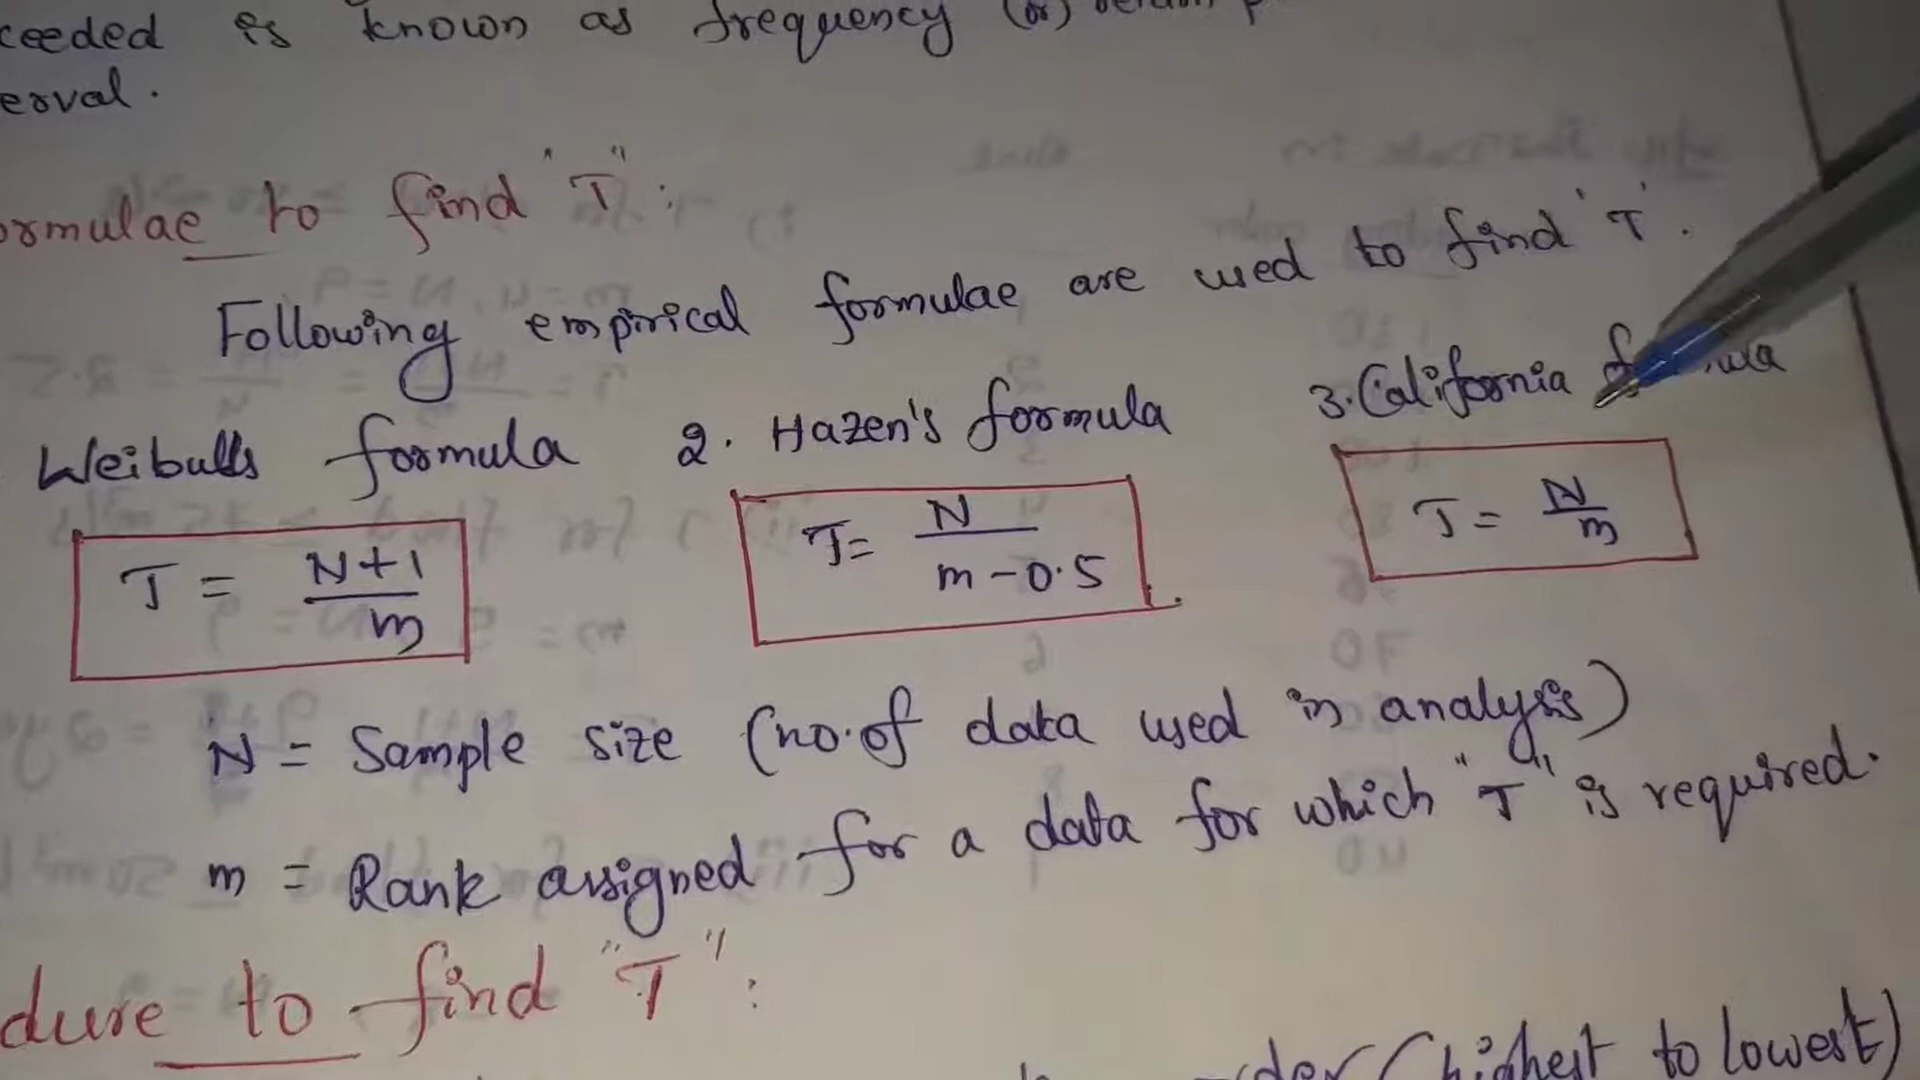 ceeded is known as frequency (or)
erval.
ormulae to find "T":
Following empirical formulae are used to find 'T'.
Weibulls formula 2. Hazen's formula 3. California
T = N+1 / m
T = N / m - 0.5
T = N / m
N = Sample size (no. of data used in analysis)
m = Rank assigned for a data for which "T" is required.
dure to find "T":
(highest to lowest)